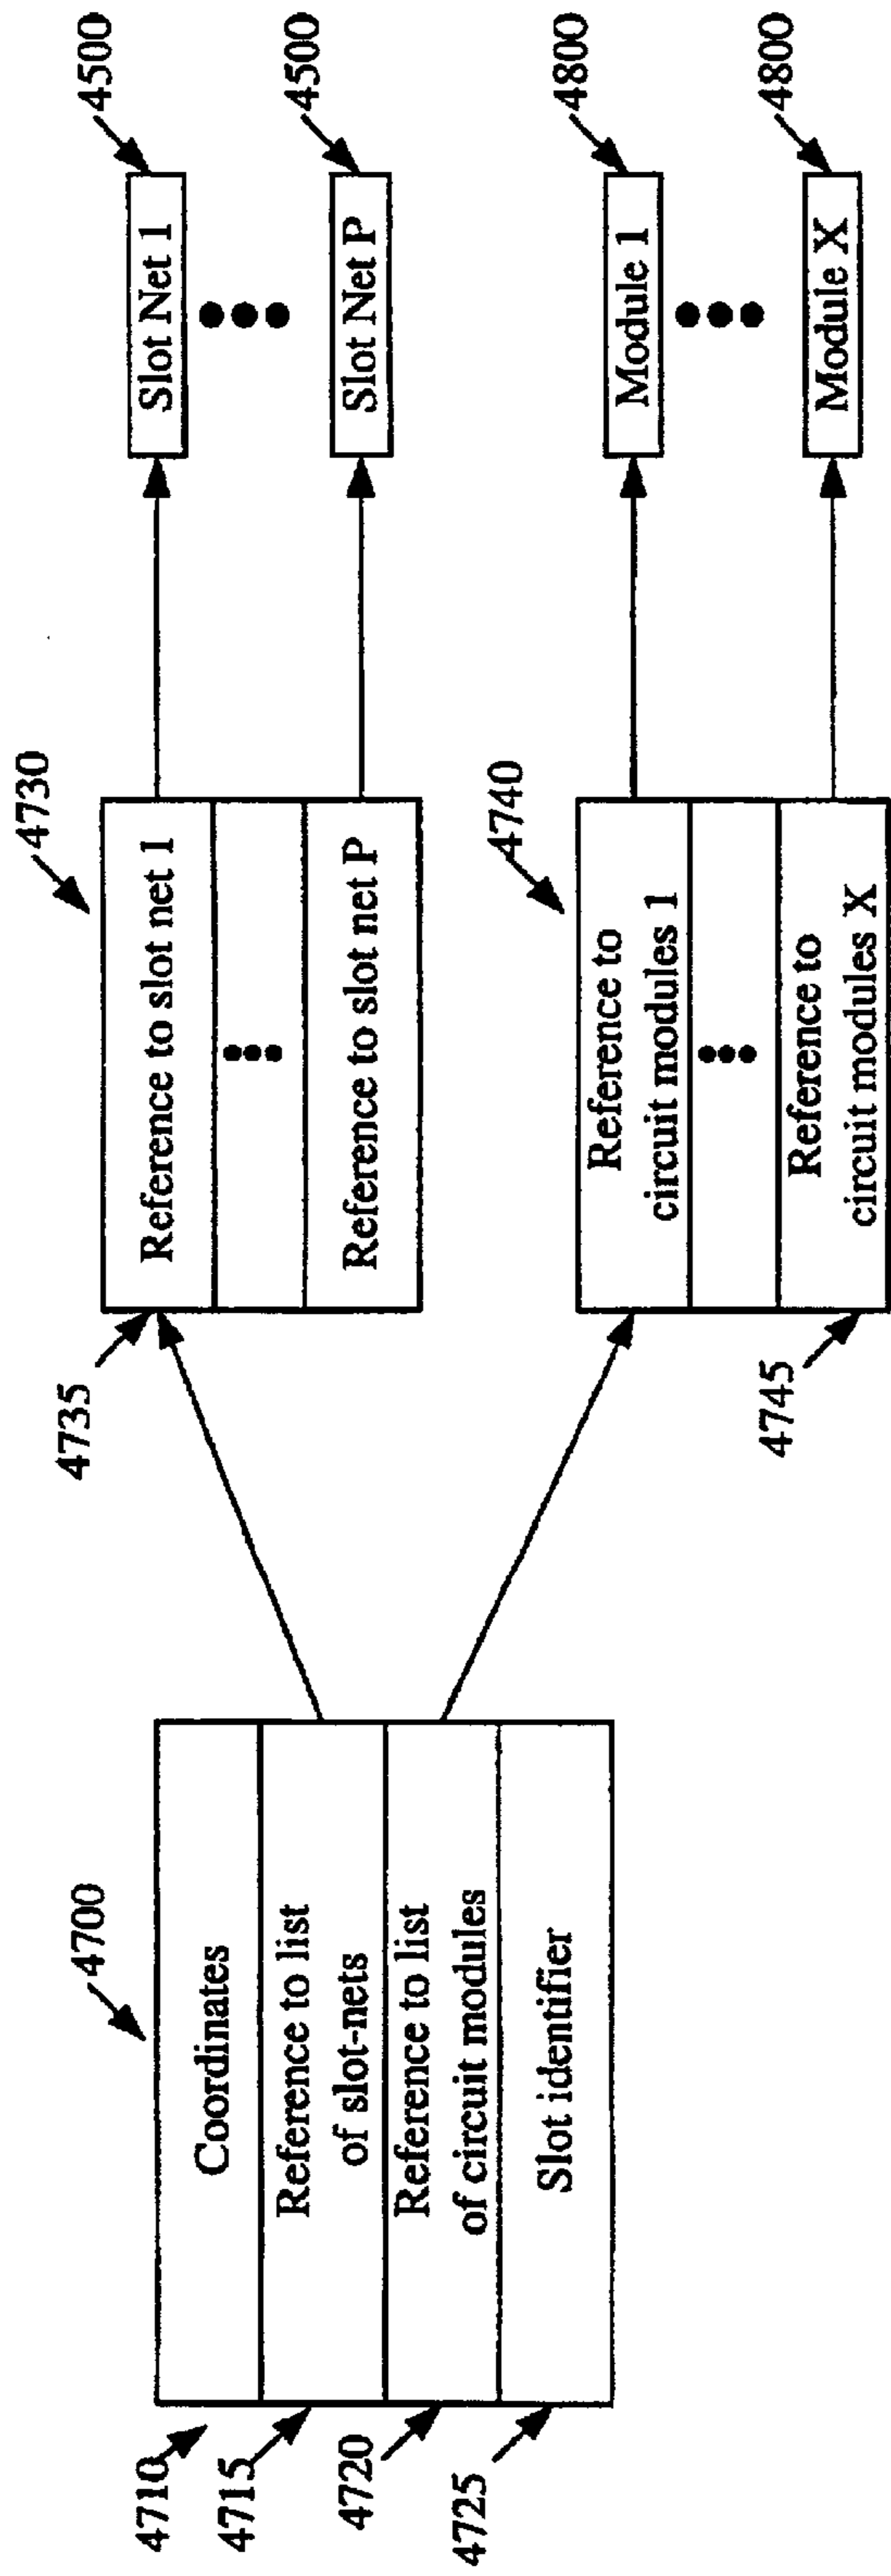 4700
4710
Coordinates
4715
Reference to list
of slot-nets
4720
Reference to list
of circuit modules
4725
Slot identifier
4730
4735
Reference to slot net 1
Reference to slot net P
4740
Reference to
circuit modules 1
4745
Reference to
circuit modules X
4500
Slot Net 1
4500
Slot Net P
4800
Module 1
4800
Module X